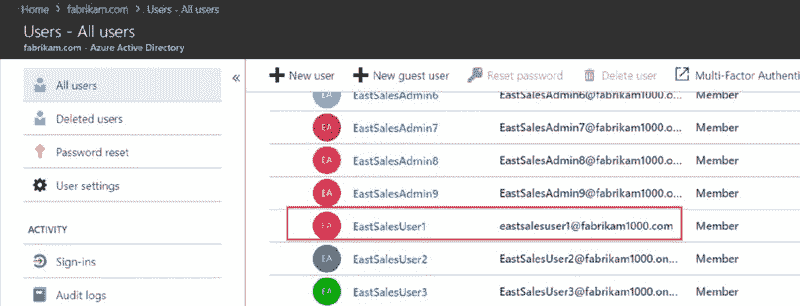 Home > fabrikam.com > Users - All users
Users - All users
fabrikam.com - Azure Active Directory
All users
Deleted users
Password reset
User settings
ACTIVITY
Sign-ins
Audit logs
«
New user
New guest user
Reset password
Delete user
Multi-Factor Authenti
EA EastSalesAdmin6 EastSalesAdmin6@fabrikam1000.on... Member
EA EastSalesAdmin7 EastSalesAdmin7@fabrikam1000.o... Member
EA EastSalesAdmin8 EastSalesAdmin8@fabrikam1000.o... Member
EA EastSalesAdmin9 EastSalesAdmin9@fabrikam1000.o... Member
EA EastSalesUser1 eastsalesuser1@fabrikam1000.com Member
EA EastSalesUser2 EastSalesUser2@fabrikam1000.on... Member
EA EastSalesUser3 EastSalesUser3@fabrikam1000.on... Member